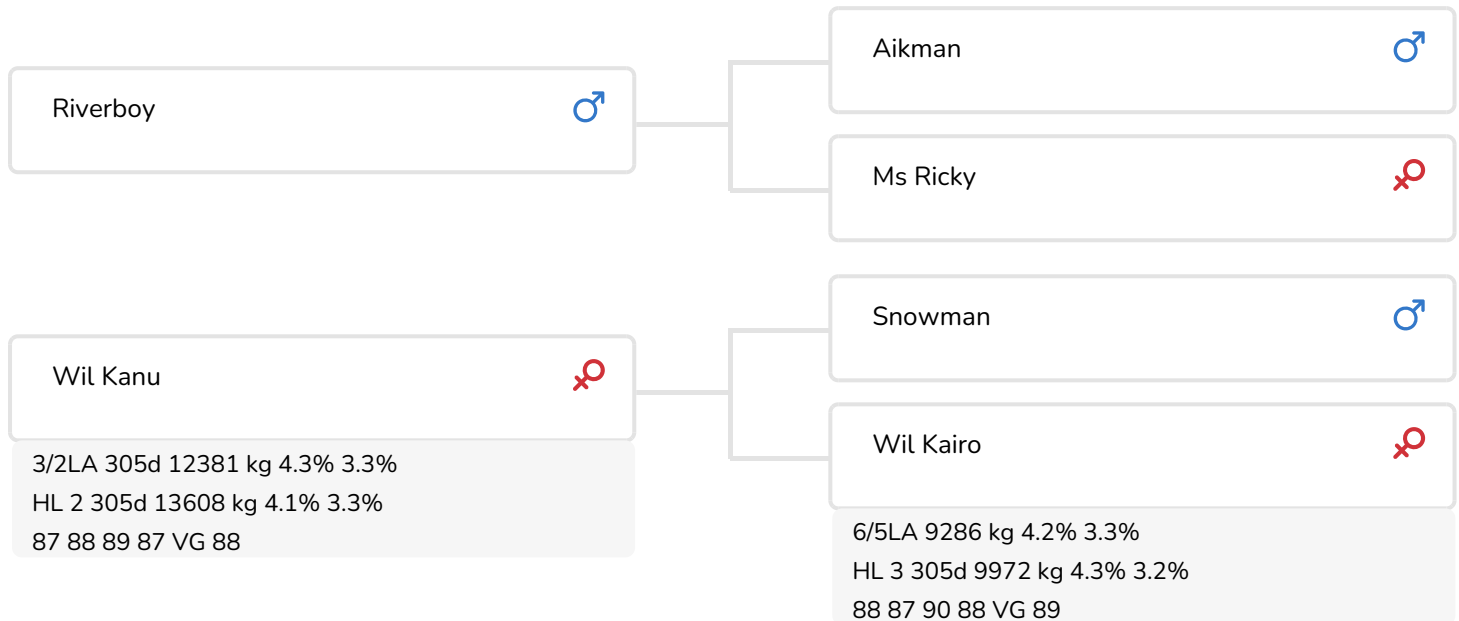 Riverboy
Aikman
Ms Ricky
Wil Kanu
3/2LA 305d 12381 kg 4.3% 3.3%
HL 2 305d 13608 kg 4.1% 3.3%
87 88 89 87 VG 88
Snowman
Wil Kairo
6/5LA 9286 kg 4.2% 3.3%
HL 3 305d 9972 kg 4.3% 3.2%
88 87 90 88 VG 89